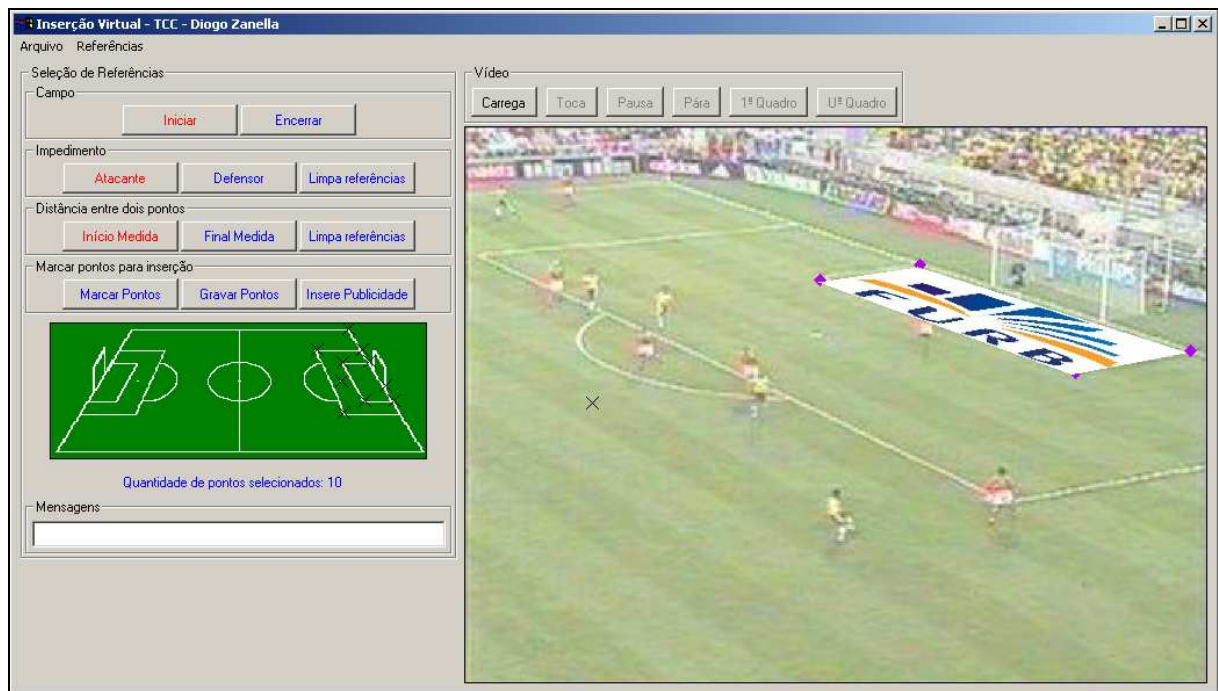 Inserção Virtual - TCC - Diogo Zanella
Arquivo Referências
Seleção de Referências
Campo
Iniciar Encerrar
Impedimento
Atacante Defensor Limpa referências
Distância entre dois pontos
Início Medida Final Medida Limpa referências
Marcar pontos para inserção
Marcar Pontos Gravar Pontos Insere Publicidade
Quantidade de pontos selecionados: 10
Mensagens
Vídeo
Carrega Toca Pausa Pára 1º Quadro Uº Quadro
FURB